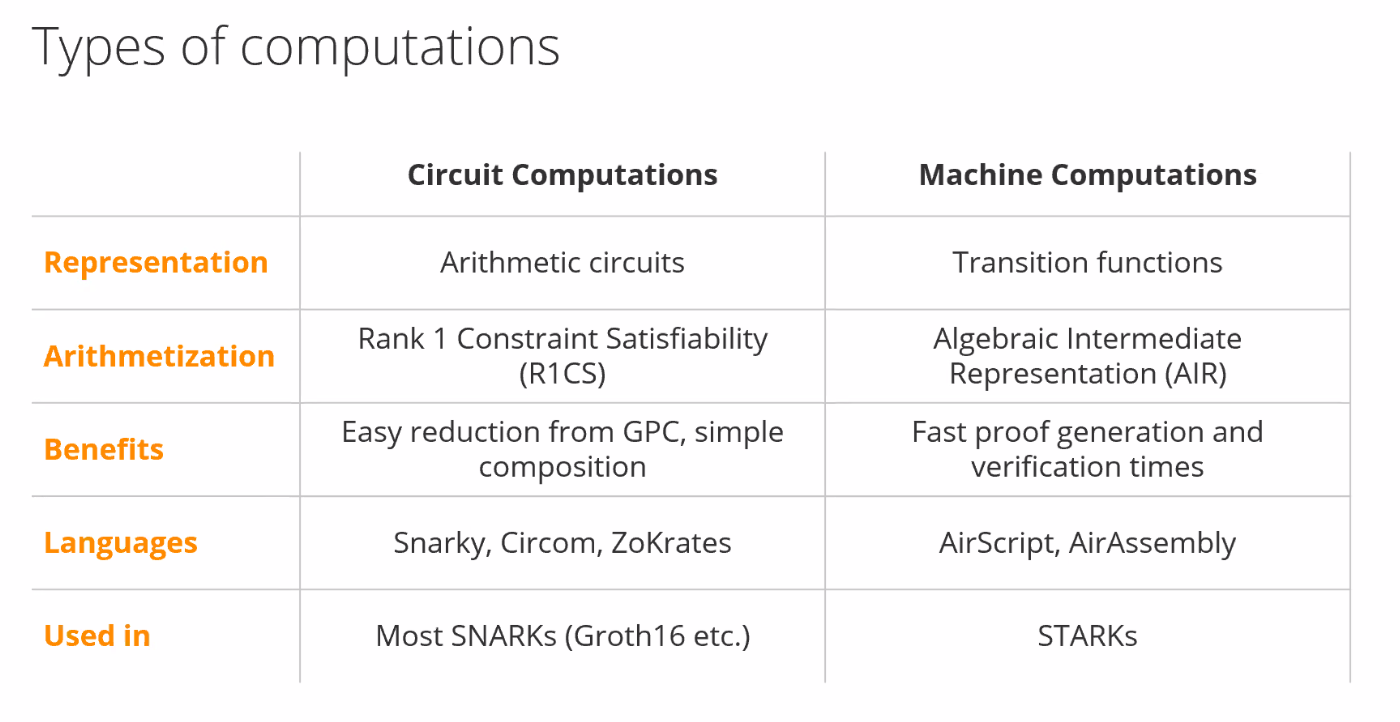 Types of computations
Circuit Computations
Machine Computations
Representation
Arithmetic circuits
Transition functions
Arithmetization
Rank 1 Constraint Satisfiability
(R1CS)
Algebraic Intermediate
Representation (AIR)
Benefits
Easy reduction from GPC, simple
composition
Fast proof generation and
verification times
Languages
Snarky, Circom, ZoKrates
AirScript, AirAssembly
Used in
Most SNARKs (Groth16 etc.)
STARKs